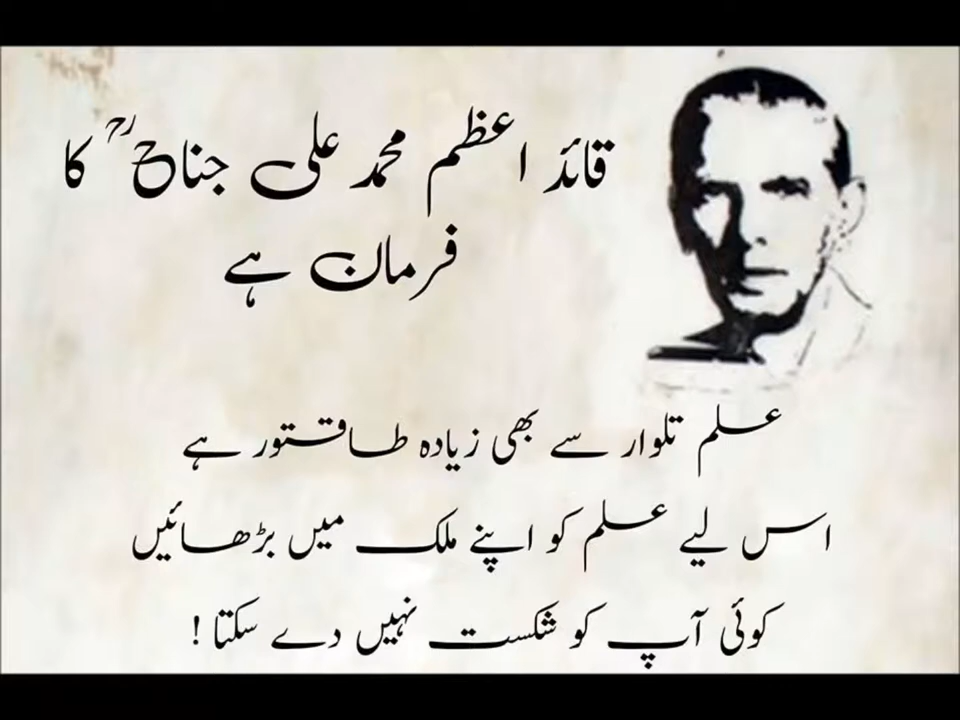 قائد اعظم محمد علی جناحؒ کا
فرمان ہے
علم تلوار سے بھی زیادہ طاقتور ہے
اس لیے علم کو اپنے ملک میں بڑھائیں
کوئی آپ کو شکست نہیں دے سکتا !